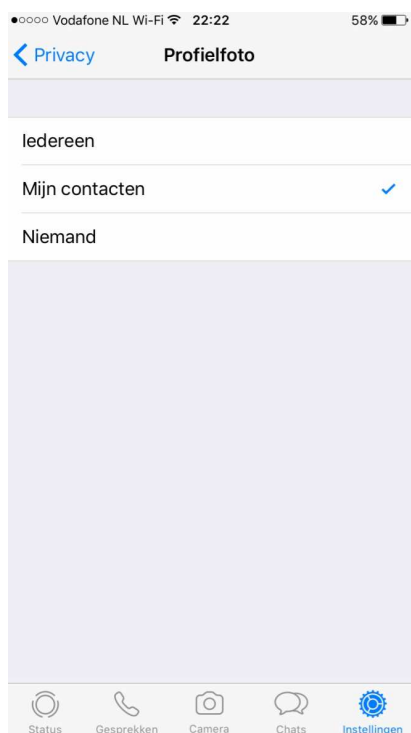 Vodafone NL Wi-Fi 22:22 58%
Privacy Profielfoto
Iedereen
Mijn contacten
Niemand
Status Gesprekken Camera Chats Instellingen